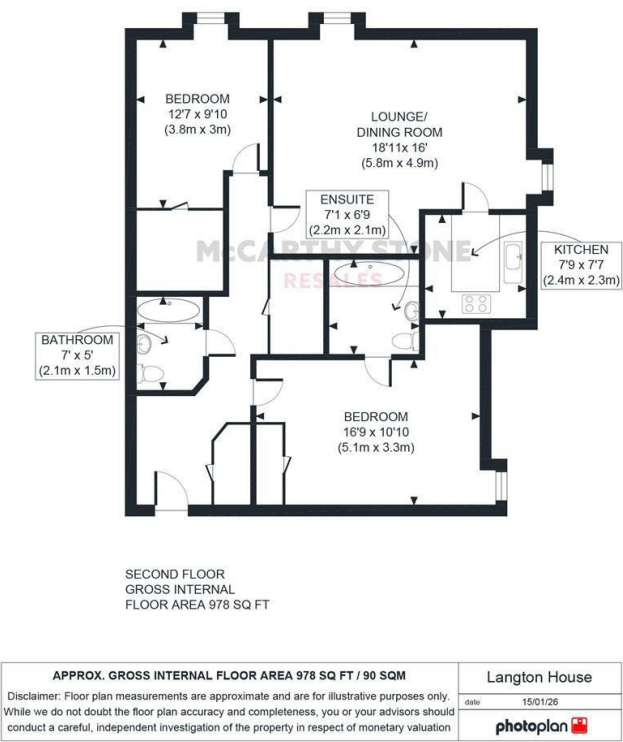 BEDROOM
12'7 x 9'10
(3.8m x 3m)
LOUNGE/
DINING ROOM
18'11x 16'
(5.8m x 4.9m)
ENSUITE
7'1 x 6'9
(2.2m x 2.1m)
McCARTHY STONE
RESALES
KITCHEN
7'9 x 7'7
(2.4m x 2.3m)
BATHROOM
7' x 5'
(2.1m x 1.5m)
BEDROOM
16'9 x 10'10
(5.1m x 3.3m)
SECOND FLOOR
GROSS INTERNAL
FLOOR AREA 978 SQ FT
APPROX. GROSS INTERNAL FLOOR AREA 978 SQ FT / 90 SQM
Disclaimer: Floor plan measurements are approximate and are for illustrative purposes only.
While we do not doubt the floor plan accuracy and completeness, you or your advisors should
conduct a careful, independent investigation of the property in respect of monetary valuation
Langton House
date 15/01/26
photoplan